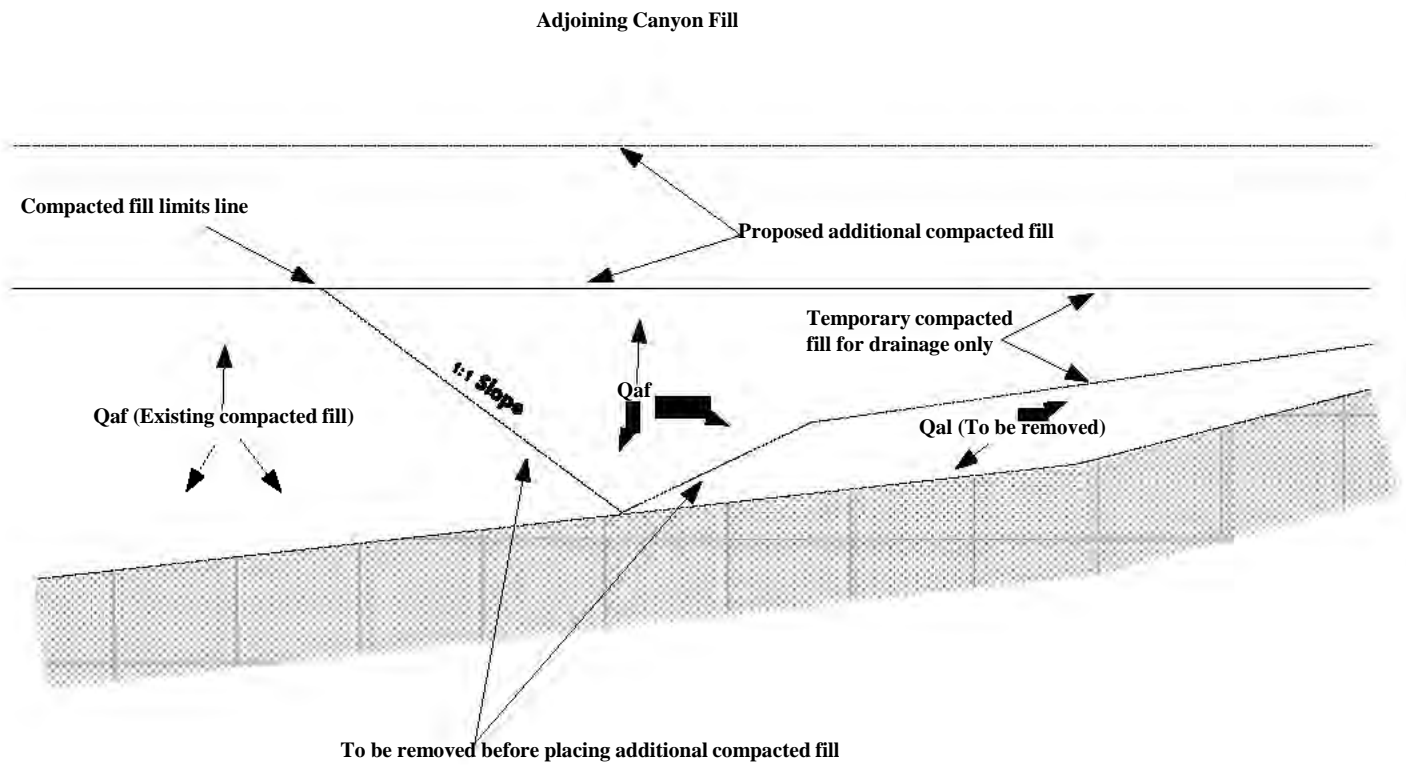 Adjoining Canyon Fill
Compacted fill limits line
Proposed additional compacted fill
Temporary compacted
fill for drainage only
1:1 Slope
Qaf
Qaf (Existing compacted fill)
Qal (To be removed)
To be removed before placing additional compacted fill